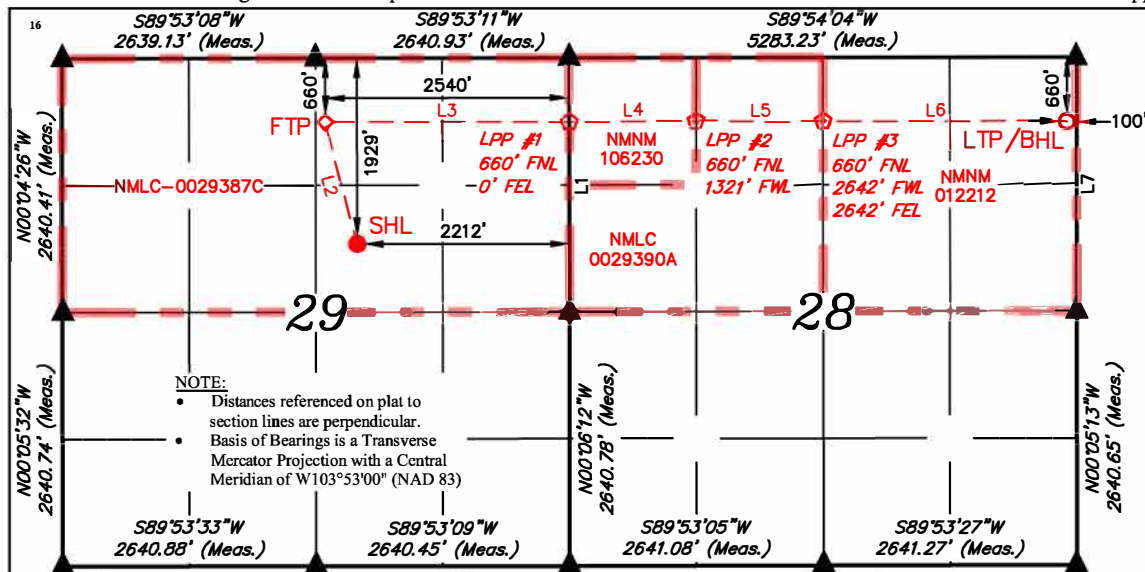 16
S89°53'08"W
2639.13' (Meas.)
S89°53'11"W
2640.93' (Meas.)
S89°54'04"W
5283.23' (Meas.)
N00°04'26"W
2640.41' (Meas.)
660'
2540'
1929'
FTP
L3
L2
NMLC-0029387C
SHL
2212'
LPP #1
660' FNL
0' FEL
L1
L4
NMNM
106230
NMLC
0029390A
L5
LPP #2
660' FNL
1321' FWL
L6
LPP #3
660' FNL
2642' FWL
2642' FEL
NMNM
012212
660'
100'
LTP/BHL
L7
29
28
NOTE:
• Distances referenced on plat to
section lines are perpendicular.
• Basis of Bearings is a Transverse
Mercator Projection with a Central
Meridian of W103°53'00" (NAD 83)
N00°05'32"W
2640.74' (Meas.)
N00°06'12"W
2640.78' (Meas.)
N00°05'13"W
2640.65' (Meas.)
S89°53'33"W
2640.88' (Meas.)
S89°53'09"W
2640.45' (Meas.)
S89°53'05"W
2641.08' (Meas.)
S89°53'27"W
2641.27' (Meas.)